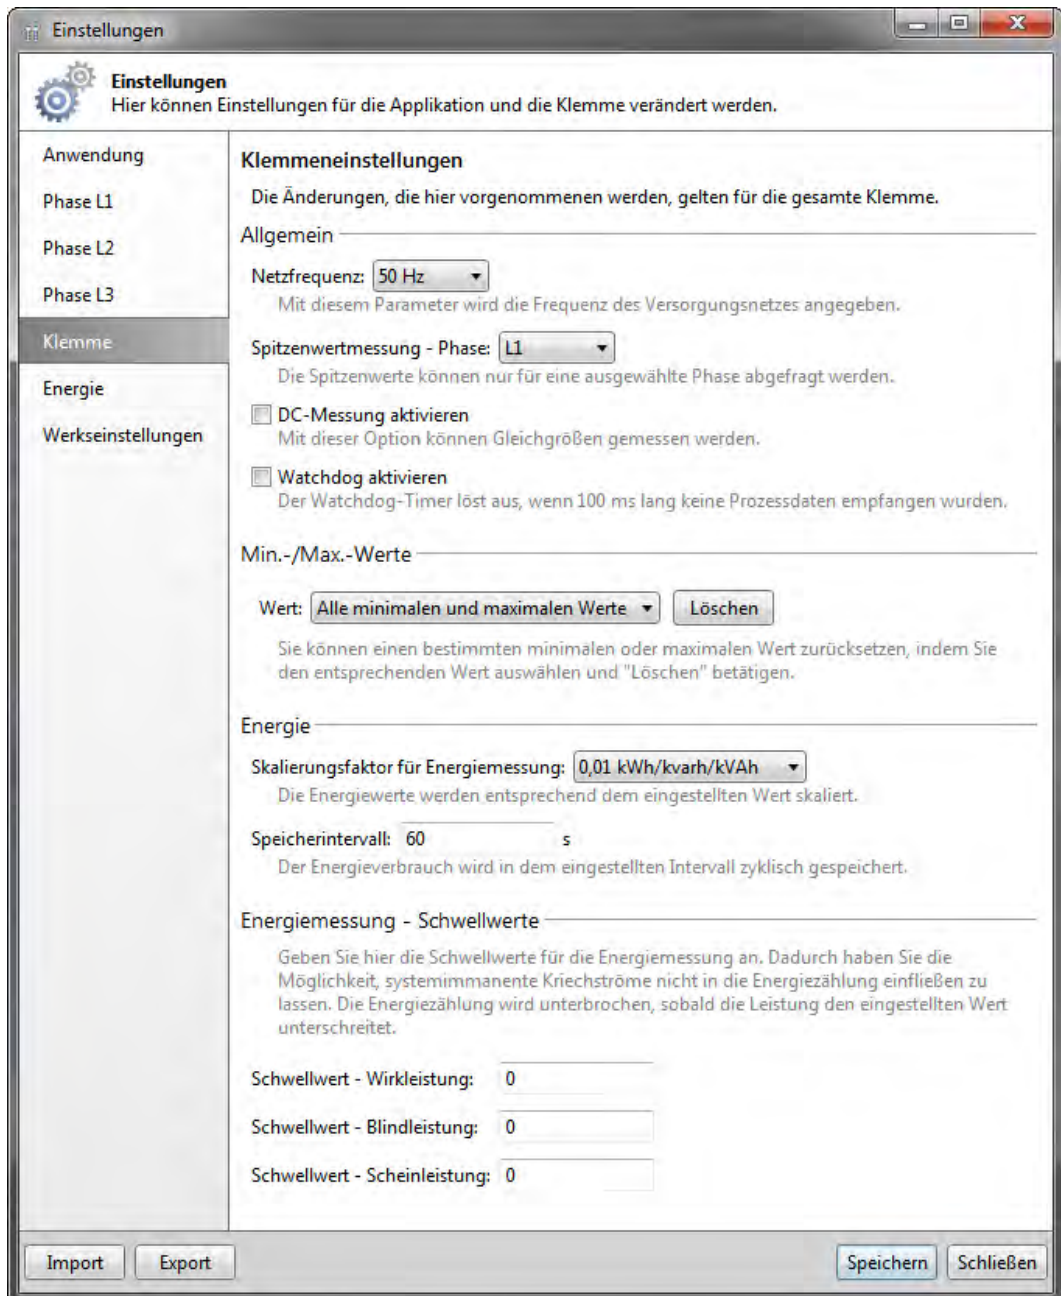 Einstellungen
Einstellungen
Hier können Einstellungen für die Applikation und die Klemme verändert werden.
Anwendung
Phase L1
Phase L2
Phase L3
Klemme
Energie
Werkseinstellungen
Klemmeneinstellungen
Die Änderungen, die hier vorgenommenen werden, gelten für die gesamte Klemme.
Allgemein
Netzfrequenz: 50 Hz
Mit diesem Parameter wird die Frequenz des Versorgungsnetzes angegeben.
Spitzenwertmessung - Phase: L1
Die Spitzenwerte können nur für eine ausgewählte Phase abgefragt werden.
DC-Messung aktivieren
Mit dieser Option können Gleichgrößen gemessen werden.
Watchdog aktivieren
Der Watchdog-Timer löst aus, wenn 100 ms lang keine Prozessdaten empfangen wurden.
Min.-/Max.-Werte
Wert: Alle minimalen und maximalen Werte Löschen
Sie können einen bestimmten minimalen oder maximalen Wert zurücksetzen, indem Sie
den entsprechenden Wert auswählen und "Löschen" betätigen.
Energie
Skalierungsfaktor für Energiemessung: 0,01 kWh/kvarh/kVAh
Die Energiewerte werden entsprechend dem eingestellten Wert skaliert.
Speicherintervall: 60 s
Der Energieverbrauch wird in dem eingestellten Intervall zyklisch gespeichert.
Energiemessung - Schwellwerte
Geben Sie hier die Schwellwerte für die Energiemessung an. Dadurch haben Sie die
Möglichkeit, systemimmanente Kriechströme nicht in die Energiezählung einfließen zu
lassen. Die Energiezählung wird unterbrochen, sobald die Leistung den eingestellten Wert
unterschreitet.
Schwellwert - Wirkleistung: 0
Schwellwert - Blindleistung: 0
Schwellwert - Scheinleistung: 0
Import Export Speichern Schließen